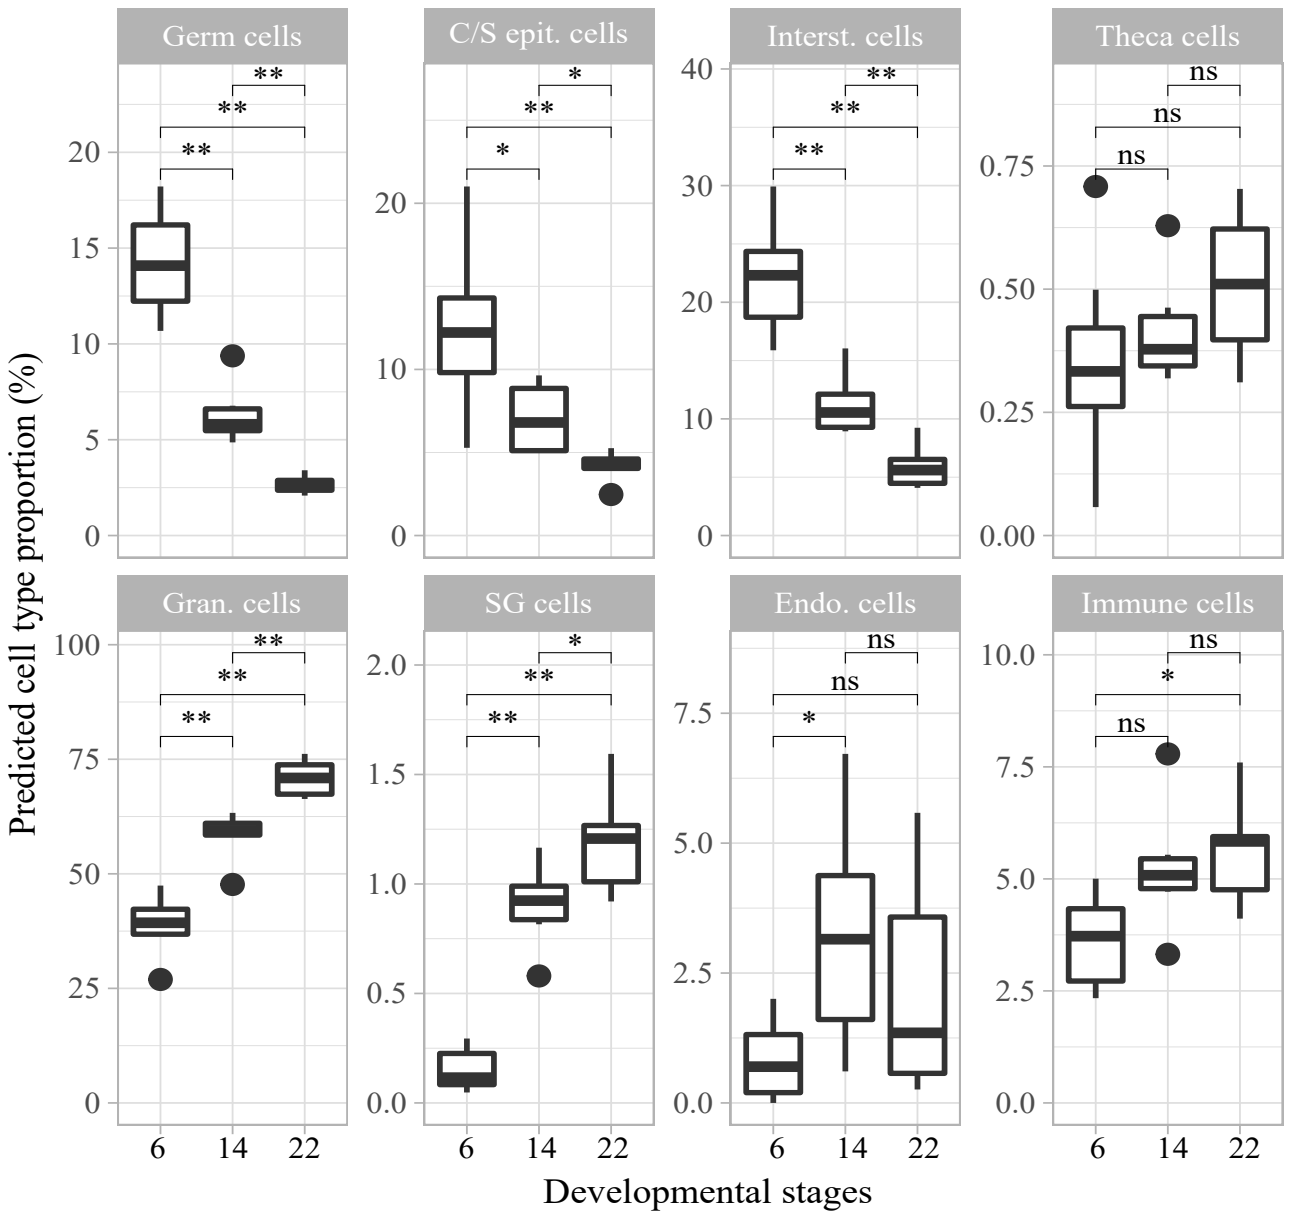 Germ cells C/S epit. cells Interst. cells Theca cells
** ** **
20
15
10
5
0
* ** *
20
10
0
** ** **
40
30
20
10
0
ns ns ns
0.75
0.50
0.25
0.00
Predicted cell type proportion (%)
Gran. cells SG cells Endo. cells Immune cells
** ** **
100
75
50
25
0
* ** **
2.0
1.5
1.0
0.5
0.0
ns ns *
7.5
5.0
2.5
0.0
ns * ns
10.0
7.5
5.0
2.5
0.0
6 14 22 6 14 22 6 14 22 6 14 22
Developmental stages